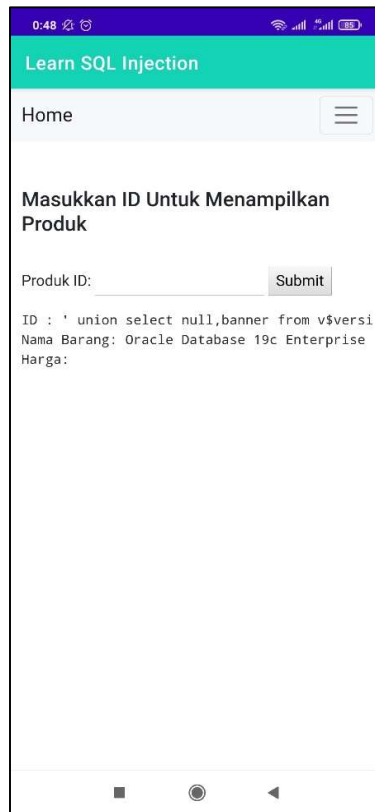 0:48
85
Learn SQL Injection
Home
Masukkan ID Untuk Menampilkan
Produk
Produk ID:
Submit
ID : ' union select null,banner from v$versi
Nama Barang: Oracle Database 19c Enterprise
Harga: